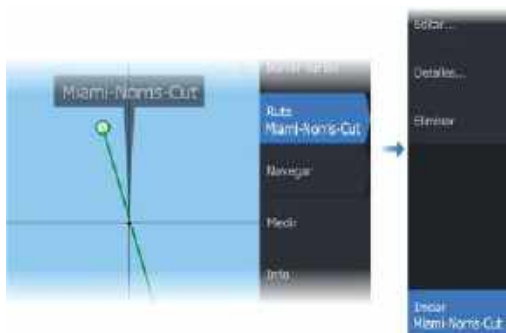 Miami-Norris-Cut
Ruta
Miami-Norris-Cut
Navegar
Medir
Info
Editar...
Detalles...
Eliminar
Iniciar
Miami-Norris-Cut